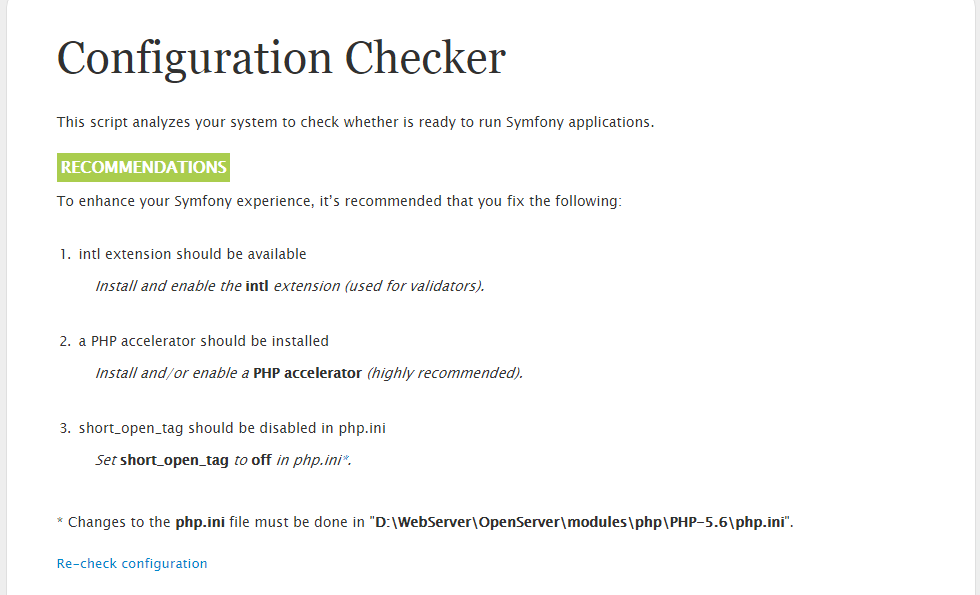 Configuration Checker
This script analyzes your system to check whether is ready to run Symfony applications.
RECOMMENDATIONS
To enhance your Symfony experience, it’s recommended that you fix the following:
1. intl extension should be available
Install and enable the intl extension (used for validators).
2. a PHP accelerator should be installed
Install and/or enable a PHP accelerator (highly recommended).
3. short_open_tag should be disabled in php.ini
Set short_open_tag to off in php.ini*.
* Changes to the php.ini file must be done in "D:\WebServer\OpenServer\modules\php\PHP-5.6\php.ini".
Re-check configuration